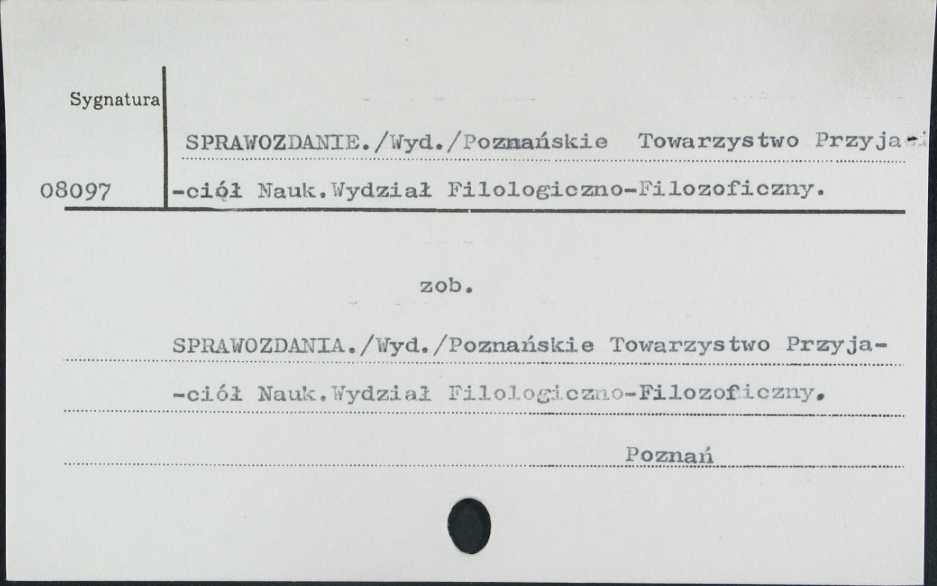 Sygnatura
SPRAWOZDANIE./Wyd./Poznańskie Towarzystwo Przyja-
08097 -ciół Nauk.Wydział Filologiczno-Filozoficzny.
zob.
SPRAWOZDANIA./Wyd./Poznańskie Towarzystwo Przyja-
-ciół Nauk.Wydział Filologiczno-Filozoficzny.
Poznań